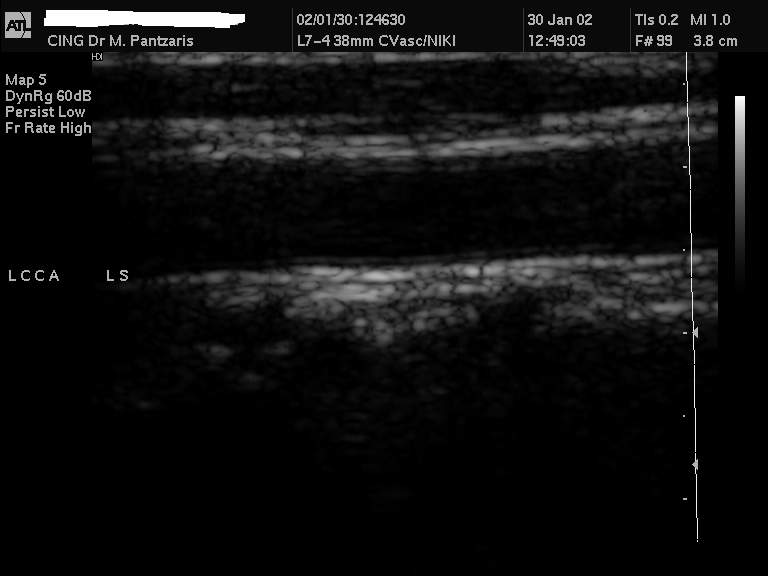 ATL
CING Dr M. Pantzaris
02/01/30:124630
L7-4 38mm CVasc/NIKI
30 Jan 02
12:49:03
TIs 0.2 MI 1.0
F# 99 3.8 cm
HDI
Map 5
DynRg 60dB
Persist Low
Fr Rate High
LCCA LS